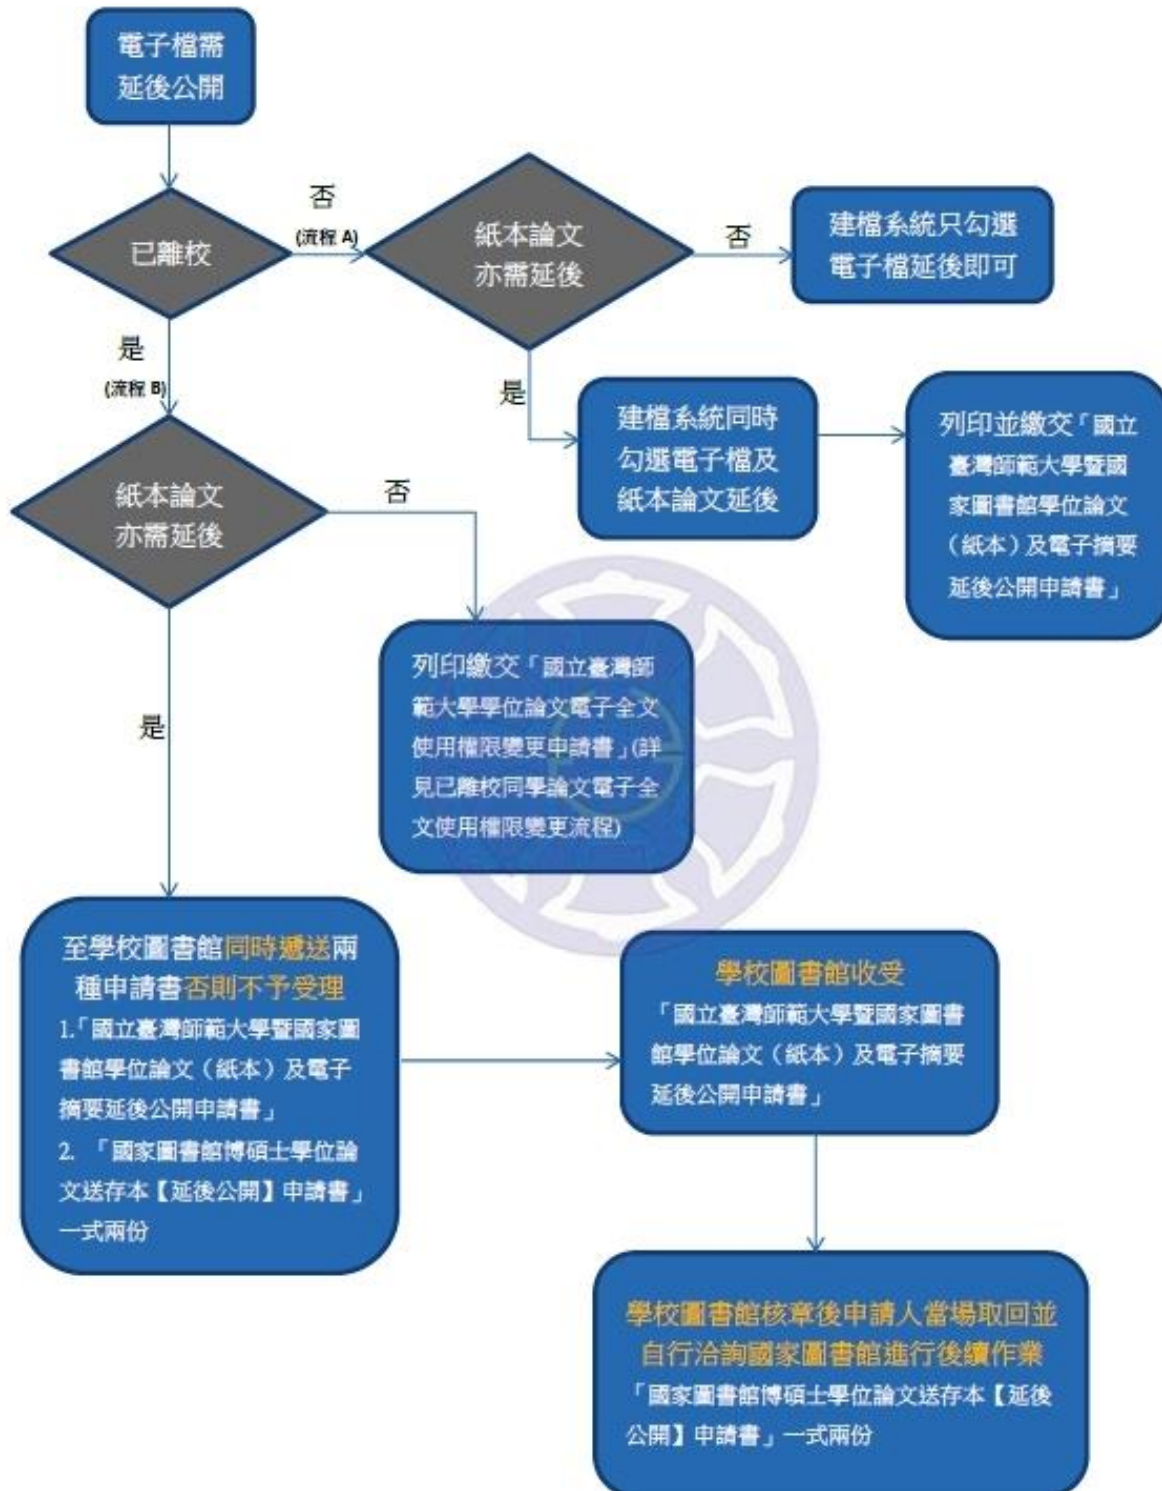 電子檔需
延後公開
已離校
否
(流程 A)
紙本論文
亦需延後
否
建檔系統只勾選
電子檔延後即可
是
(流程 B)
是
建檔系統同時
勾選電子檔及
紙本論文延後
列印並繳交「國立
臺灣師範大學暨國
家圖書館學位論文
（紙本）及電子摘要
延後公開申請書」
紙本論文
亦需延後
否
列印繳交「國立臺灣師
範大學學位論文電子全文
使用權限變更申請書」(詳
見已離校同學論文電子全
文使用權限變更流程)
是
至學校圖書館同時遞送兩
種申請書否則不予受理
1.「國立臺灣師範大學暨國家圖
書館學位論文（紙本）及電子
摘要延後公開申請書」
2. 「國家圖書館博碩士學位論
文送存本【延後公開】申請書」
一式兩份
學校圖書館收受
「國立臺灣師範大學暨國家圖書
館學位論文（紙本）及電子摘要
延後公開申請書」
學校圖書館核章後申請人當場取回並
自行洽詢國家圖書館進行後續作業
「國家圖書館博碩士學位論文送存本【延後
公開】申請書」一式兩份